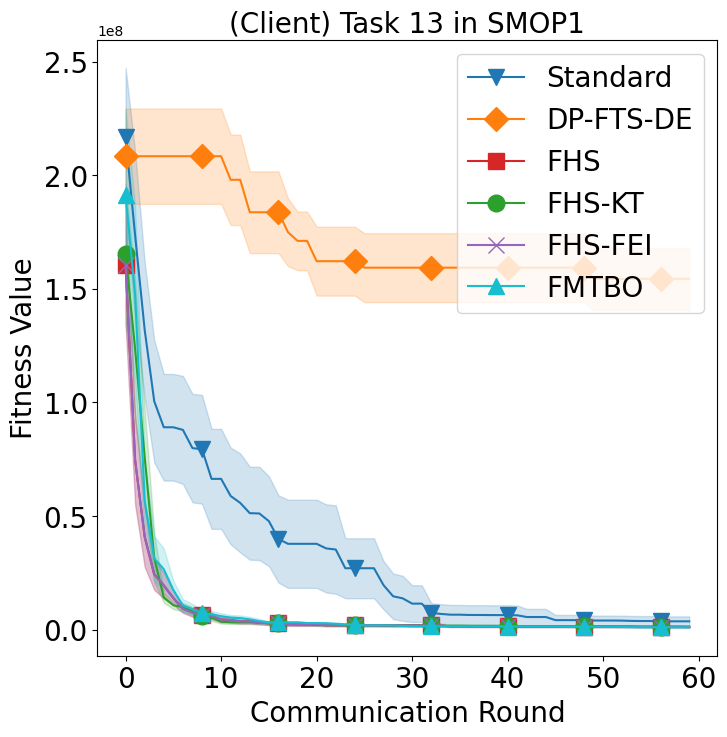 (Client) Task 13 in SMOP1
1e8
2.5
2.0
1.5
1.0
0.5
0.0
Fitness Value
0 10 20 30 40 50 60
Communication Round
Standard
DP-FTS-DE
FHS
FHS-KT
FHS-FEI
FMTBO